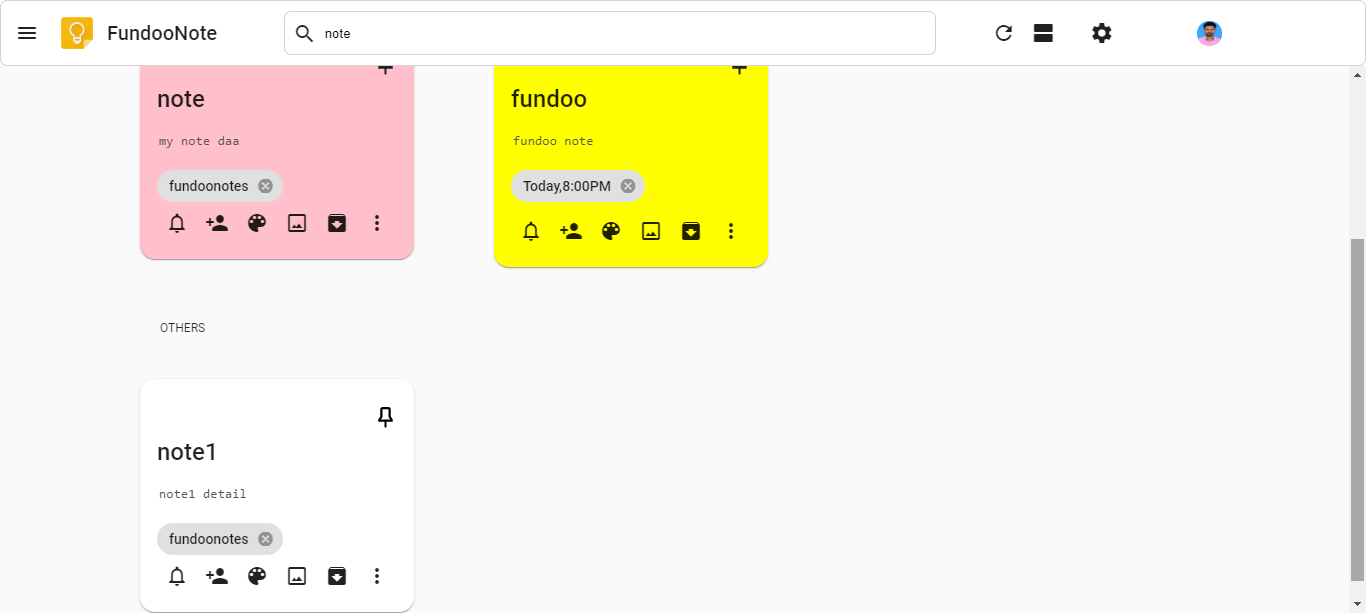 FundooNote
note
note
my note daa
fundoonotes
fundoo
fundoo note
Today,8:00PM
OTHERS
note1
note1 detail
fundoonotes